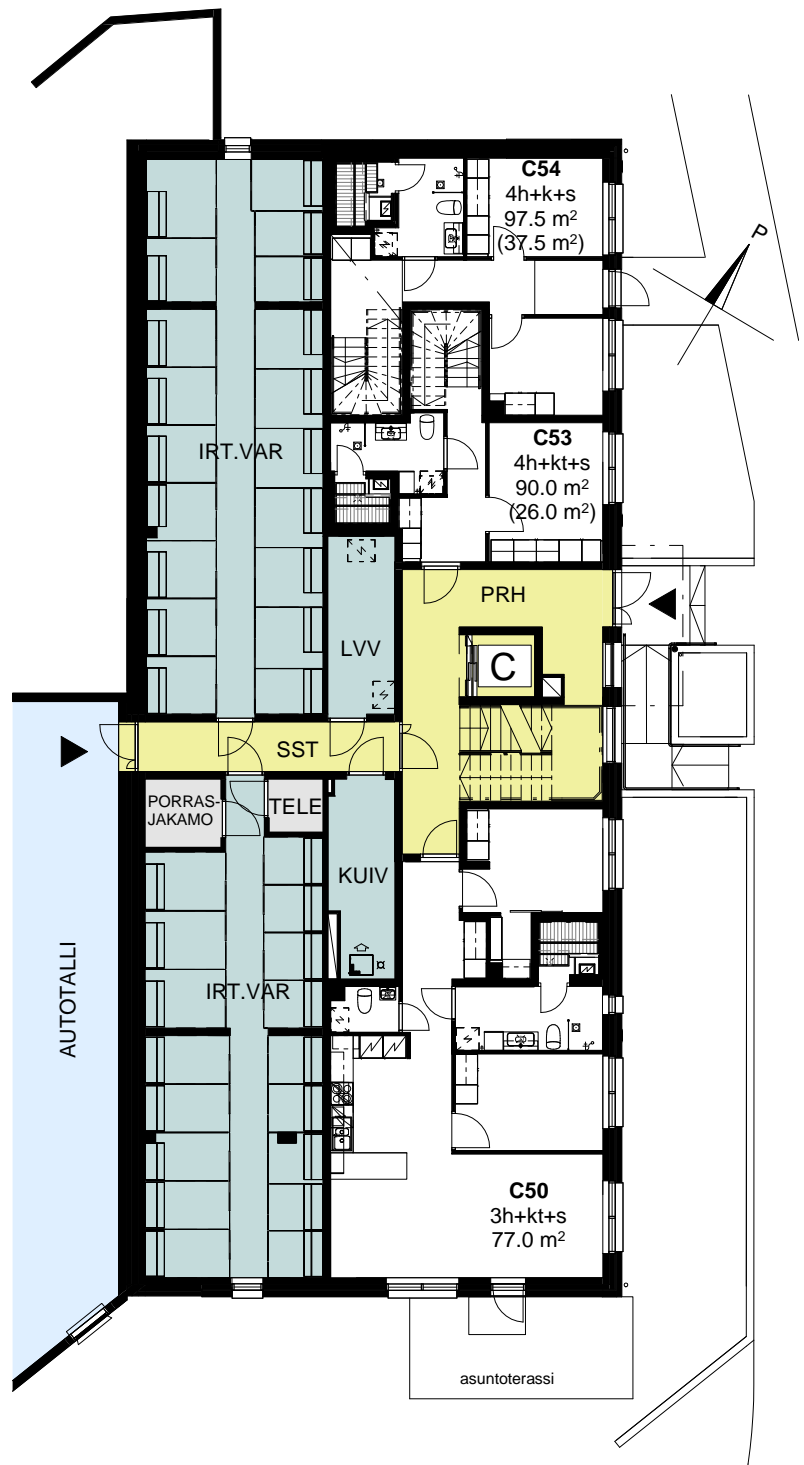 C54
4h+k+s
97.5 m²
(37.5 m²)
P
IRT.VAR
C53
4h+kt+s
90.0 m²
(26.0 m²)
PRH
LVV
C
SST
PORRAS-
JAKAMO
TELE
KUIV
IRT.VAR
AUTOTALLI
C50
3h+kt+s
77.0 m²
asuntoterassi